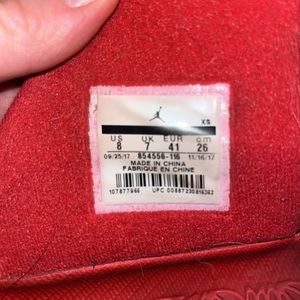 XS
US UK EUR cm
8 7 41 26
09/25/17 854556-116 11/16/17
MADE IN CHINA
FABRIQUE EN CHINE
107877966 UPC